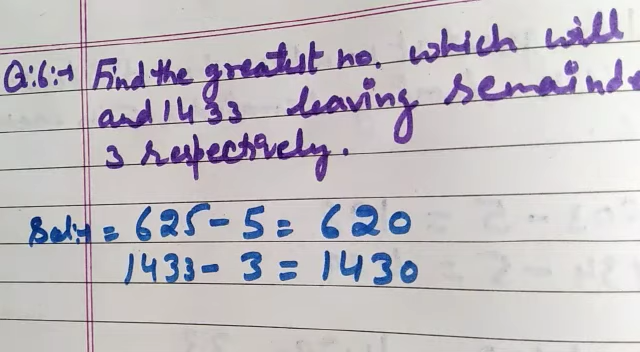 Q:6:→ Find the greatest no. which will
and 1433 leaving remainde
3 respectively.
Sol:→ = 625 - 5 = 620
1433 - 3 = 1430